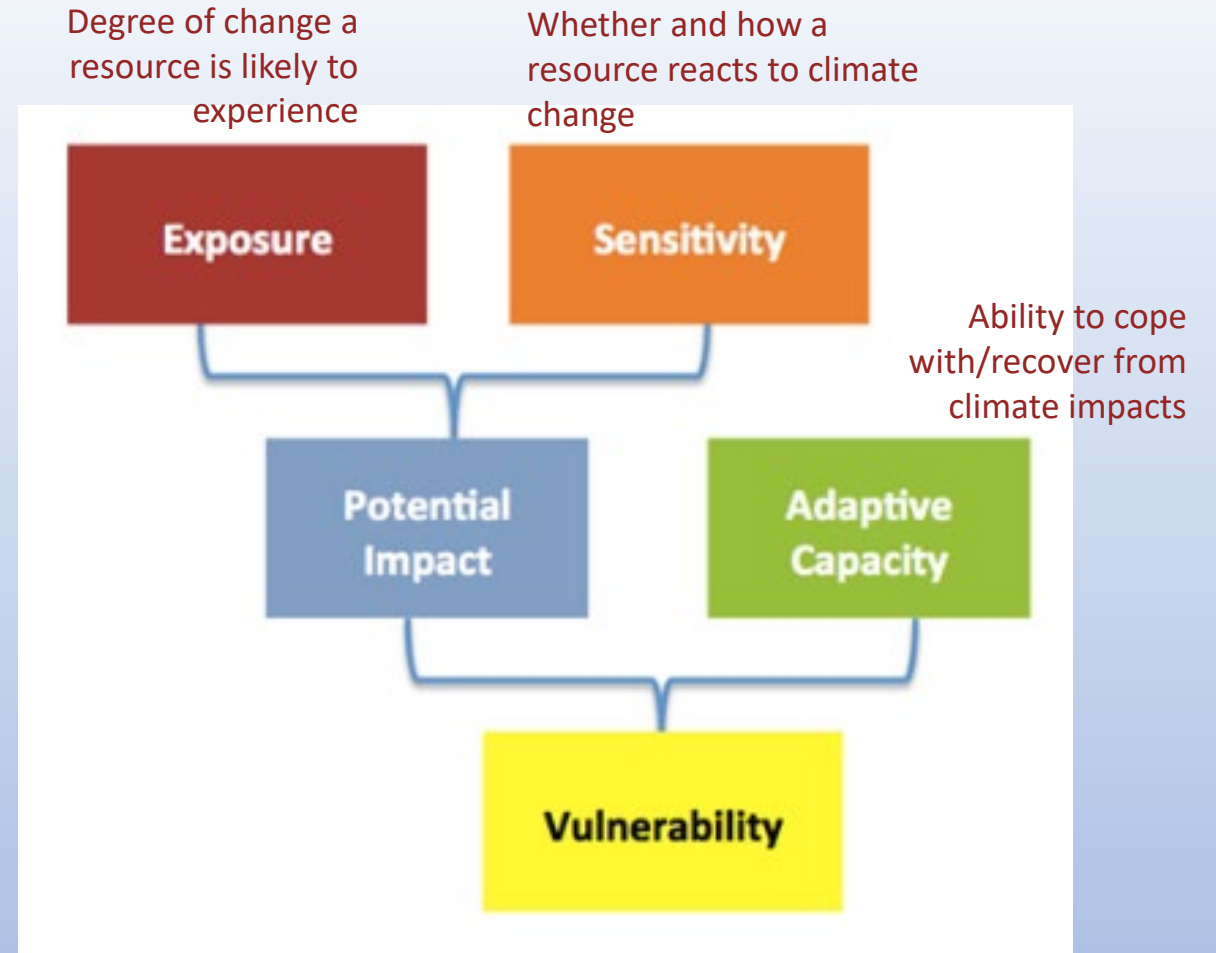 Degree of change a
resource is likely to
experience
Whether and how a
resource reacts to climate
change
Exposure
Sensitivity
Ability to cope
with/recover from
climate impacts
Potential
Impact
Adaptive
Capacity
Vulnerability